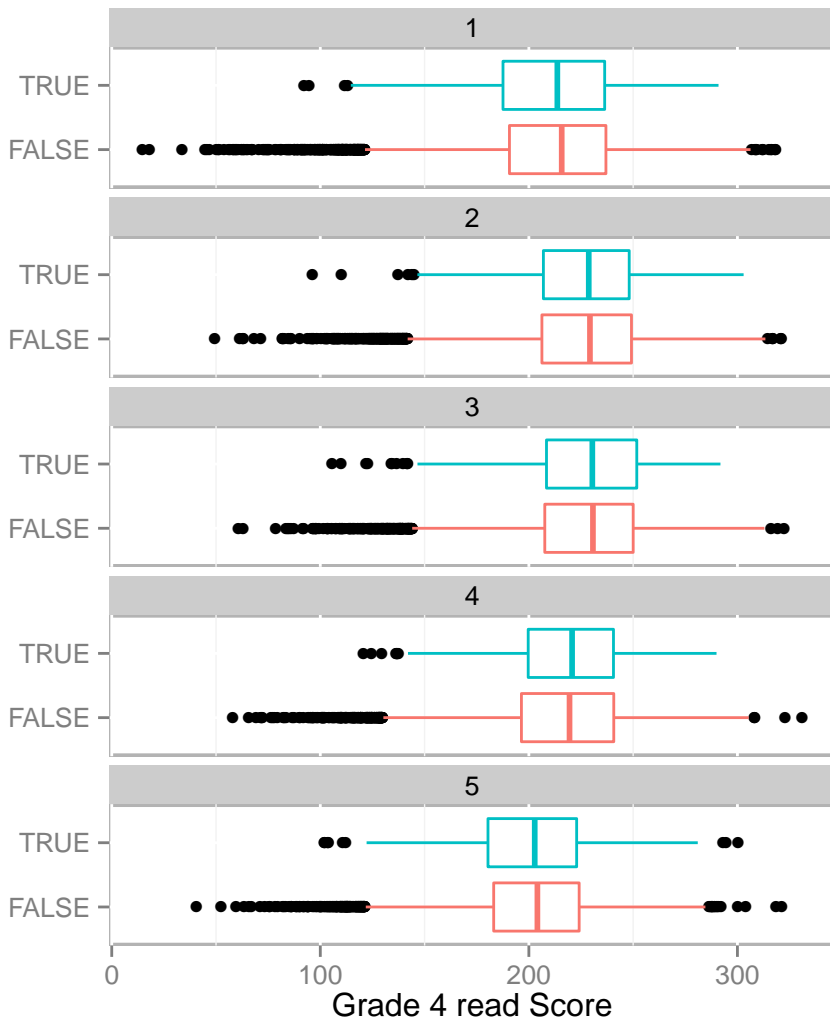 1
TRUE
FALSE
2
TRUE
FALSE
3
TRUE
FALSE
4
TRUE
FALSE
5
TRUE
FALSE
0 100 200 300
Grade 4 read Score